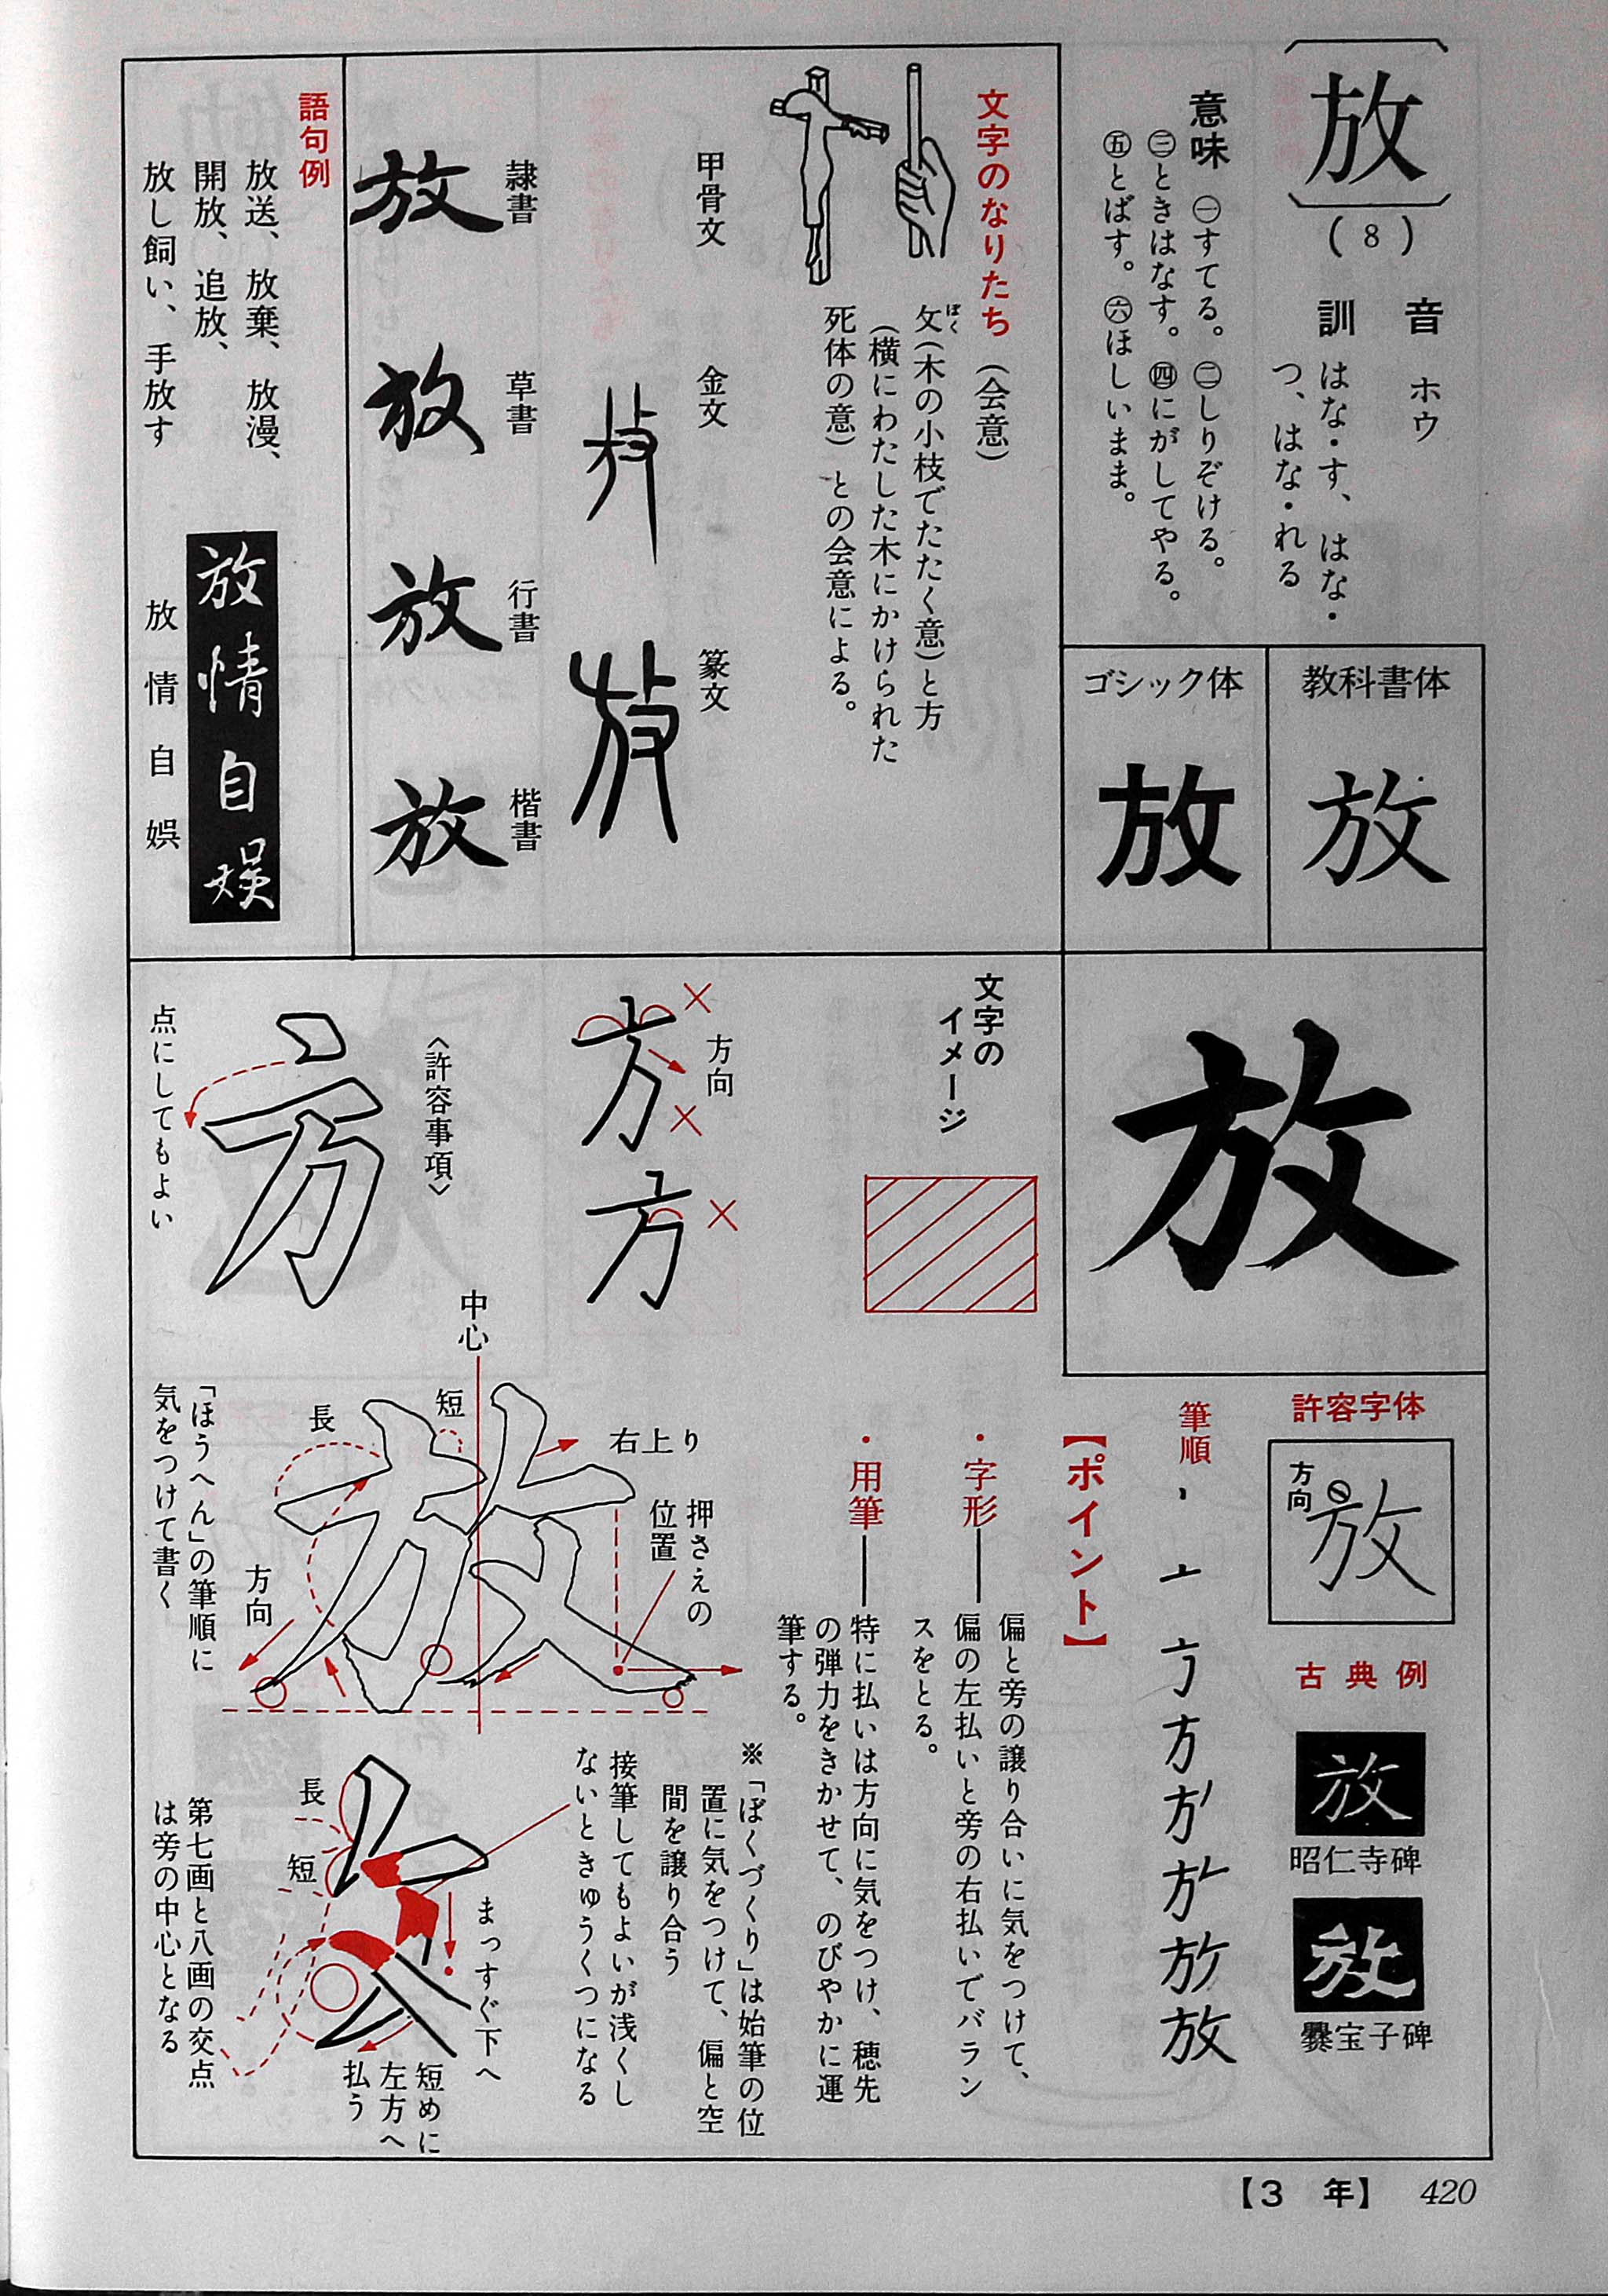 放
(8)
音 ホウ
訓 はな・す、はな・
つ、はな・れる
意味 ㊀すてる。㊁しりぞける。
㊂ときはなす。㊃にがしてやる。
㊄とばす。㊅ほしいまま。
教科書体
放
ゴシック体
放
文字のなりたち (会意)
ぼく
攵(木の小枝でたたく意)と方
(横にわたした木にかけられた
死体の意)との会意による。
甲骨文
金文
篆文
隷書
草書
行書
楷書
放
放
放
放
語句例
放送、放棄、放漫、
開放、追放、
放し飼い、手放す
放情自娯
放情自娯
放
許容字体
方向
放
古典例
放
昭仁寺碑
放
爨宝子碑
筆順
方
放
【ポイント】
・字形――偏と旁の譲り合いに気をつけて、
偏の左払いと旁の右払いでバラン
スをとる。
・用筆――特に払いは方向に気をつけ、穂先
の弾力をきかせて、のびやかに運
筆する。
※「ぼくづくり」は始筆の位
置に気をつけて、偏と空
間を譲り合う
接筆してもよいが浅くし
ないときゅうくつになる
文字の
イメージ
方向
方
方
〈許容事項〉
方
点にしてもよい
中心
短
長
右上り
押さえの
位置
方向
放
「ほうへん」の筆順に
気をつけて書く
長
短
まっすぐ下へ
短めに
左方へ
払う
第七画と八画の交点
は旁の中心となる
【3年】 420